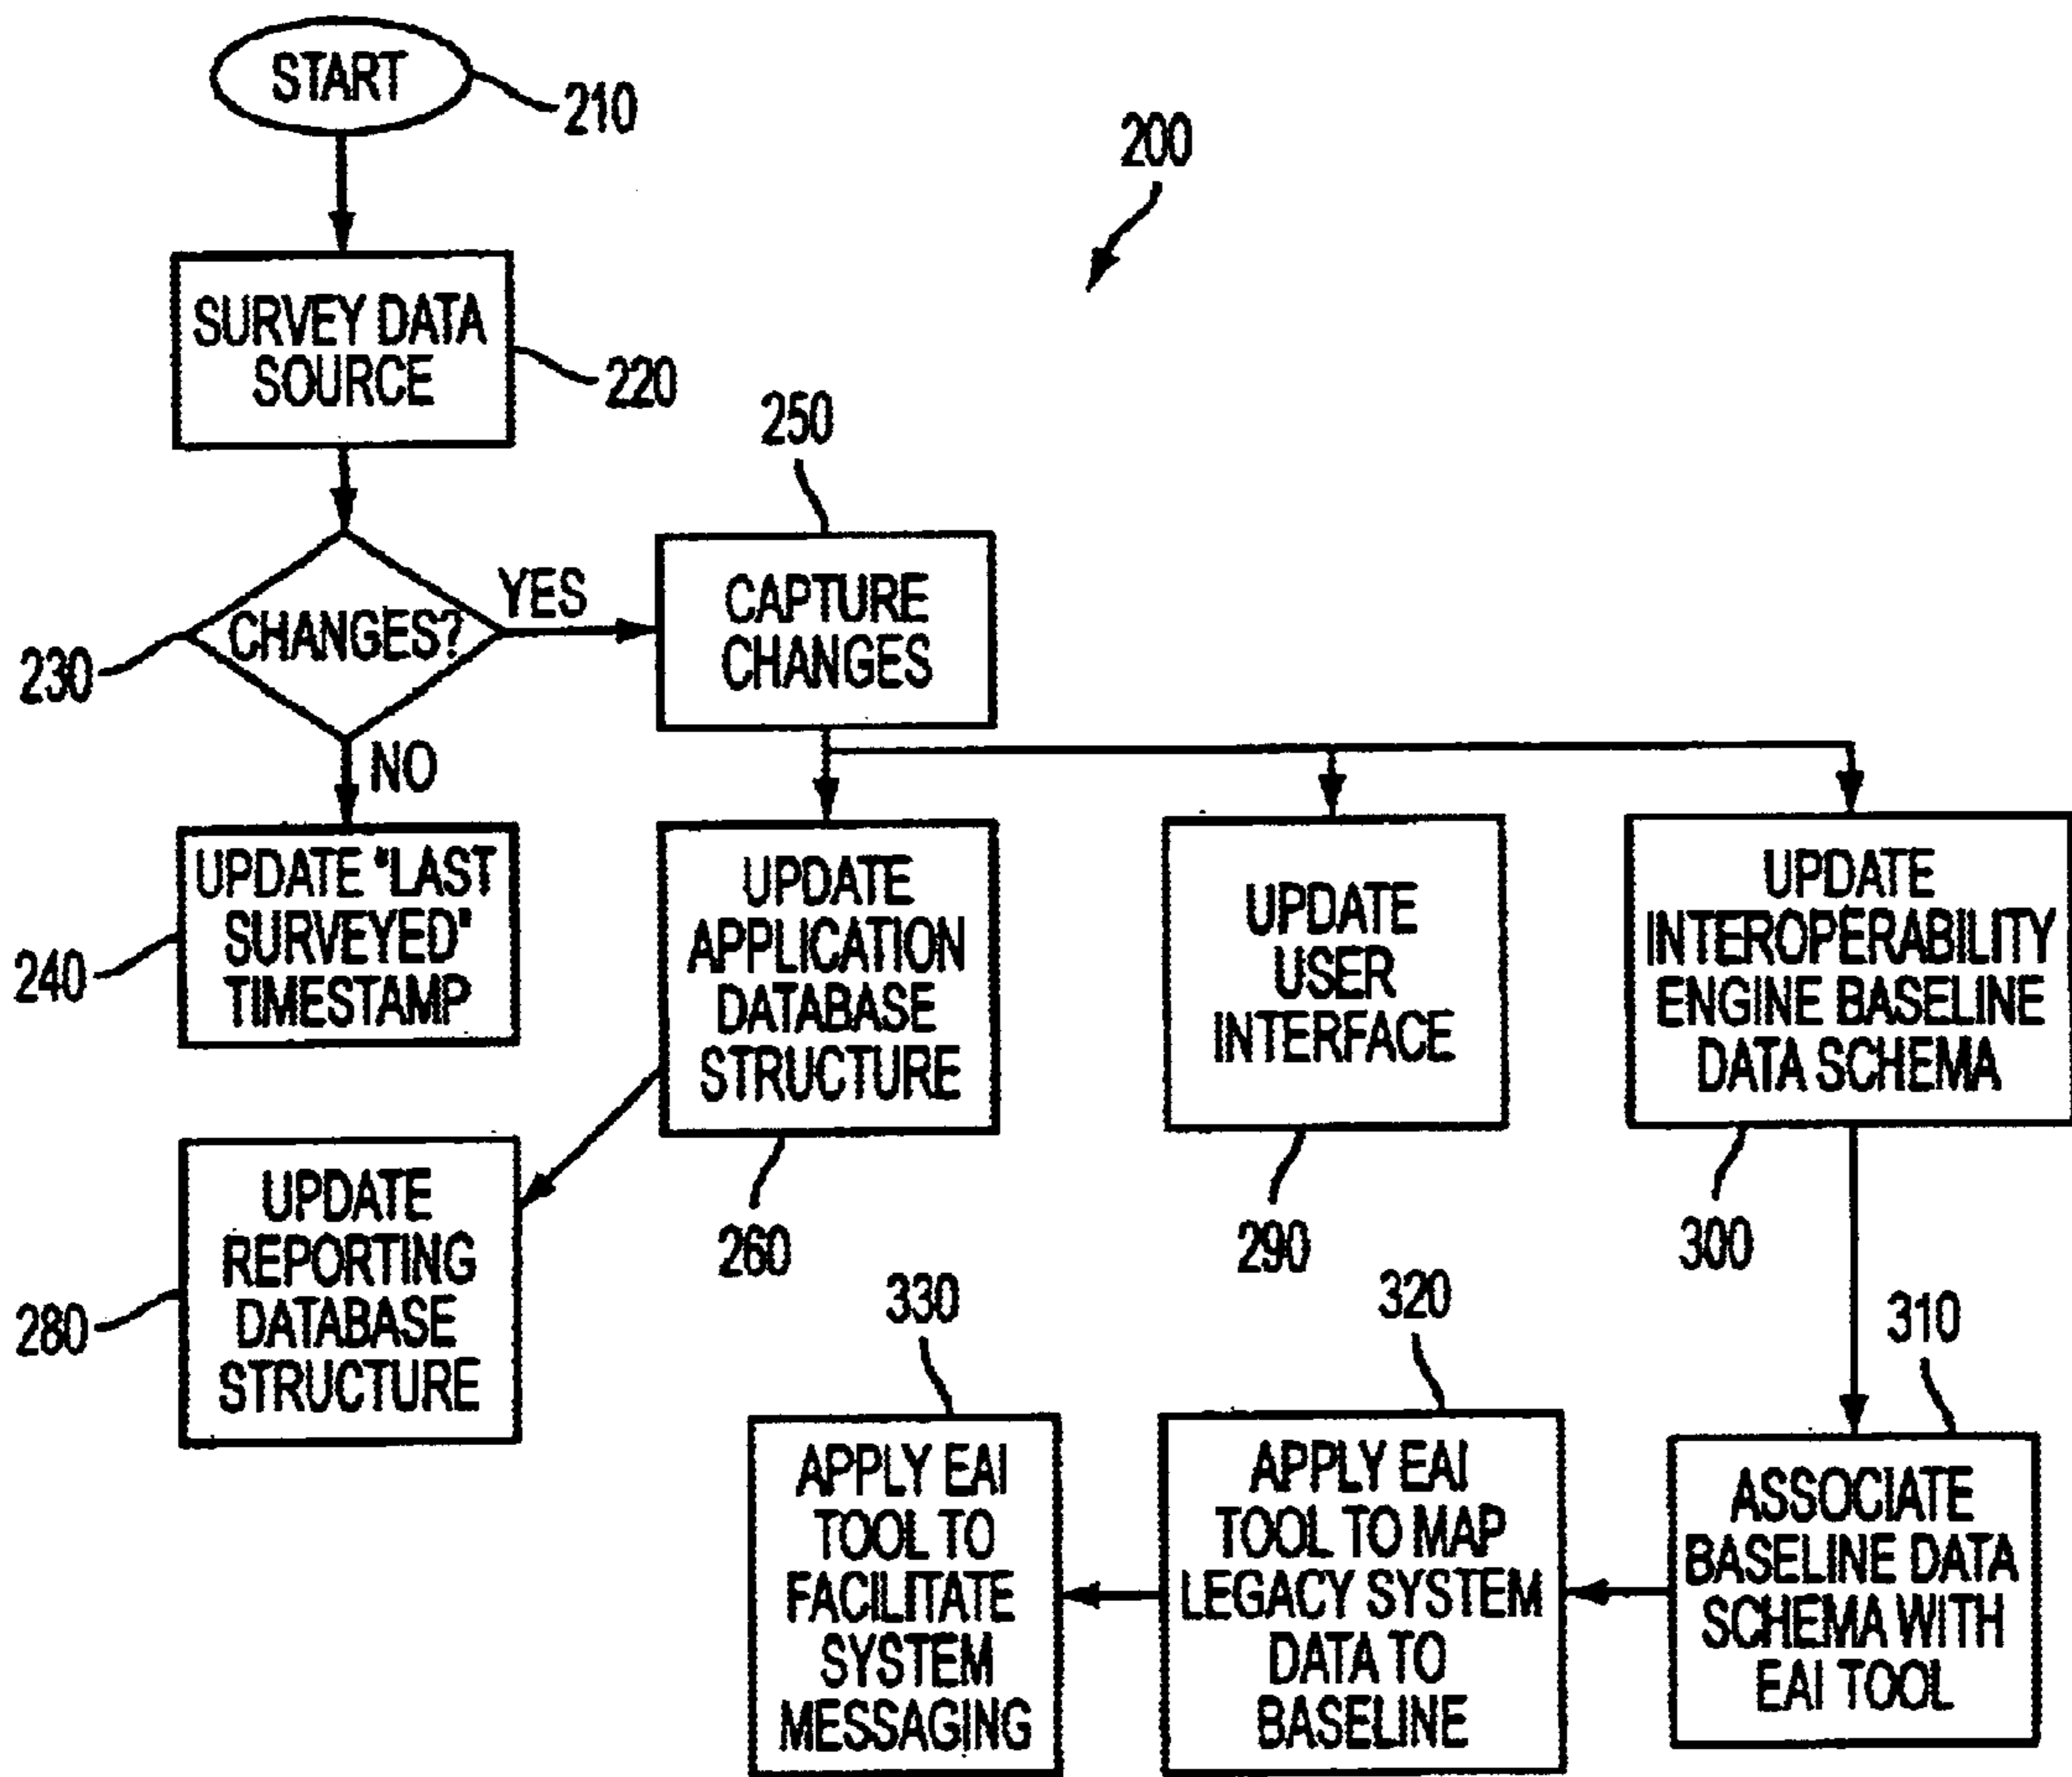 START
210
200
SURVEY DATA
SOURCE
220
250
CHANGES?
YES
230
NO
CAPTURE
CHANGES
UPDATE "LAST
SURVEYED"
TIMESTAMP
240
UPDATE
APPLICATION
DATABASE
STRUCTURE
260
UPDATE
USER
INTERFACE
290
UPDATE
INTEROPERABILITY
ENGINE BASELINE
DATA SCHEMA
300
UPDATE
REPORTING
DATABASE
STRUCTURE
280
330
320
310
APPLY EAI
TOOL TO
FACILITATE
SYSTEM
MESSAGING
APPLY EAI
TOOL TO MAP
LEGACY SYSTEM
DATA TO
BASELINE
ASSOCIATE
BASELINE DATA
SCHEMA WITH
EAI TOOL